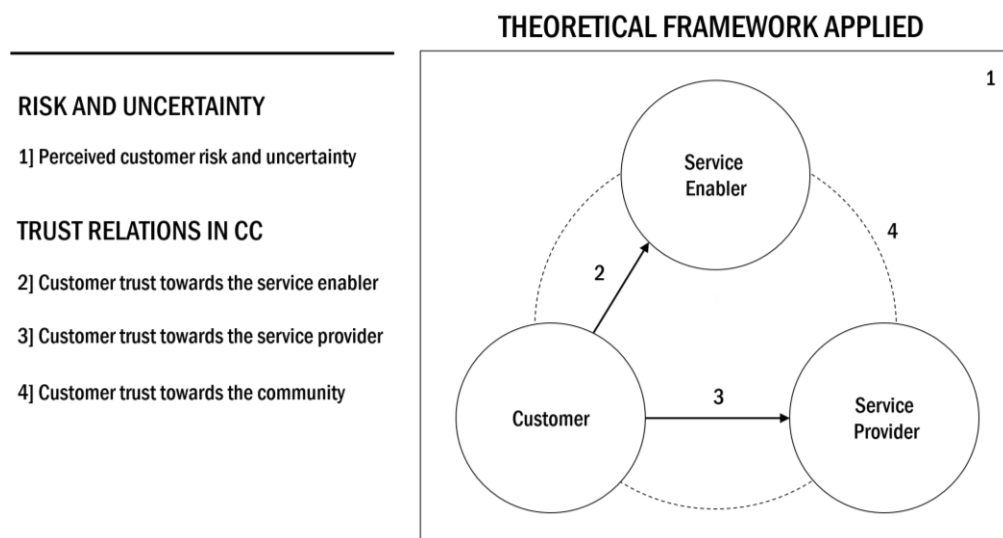 THEORETICAL FRAMEWORK APPLIED
RISK AND UNCERTAINTY
1] Perceived customer risk and uncertainty
TRUST RELATIONS IN CC
2] Customer trust towards the service enabler
3] Customer trust towards the service provider
4] Customer trust towards the community
1
Service
Enabler
4
2
3
Customer
Service
Provider